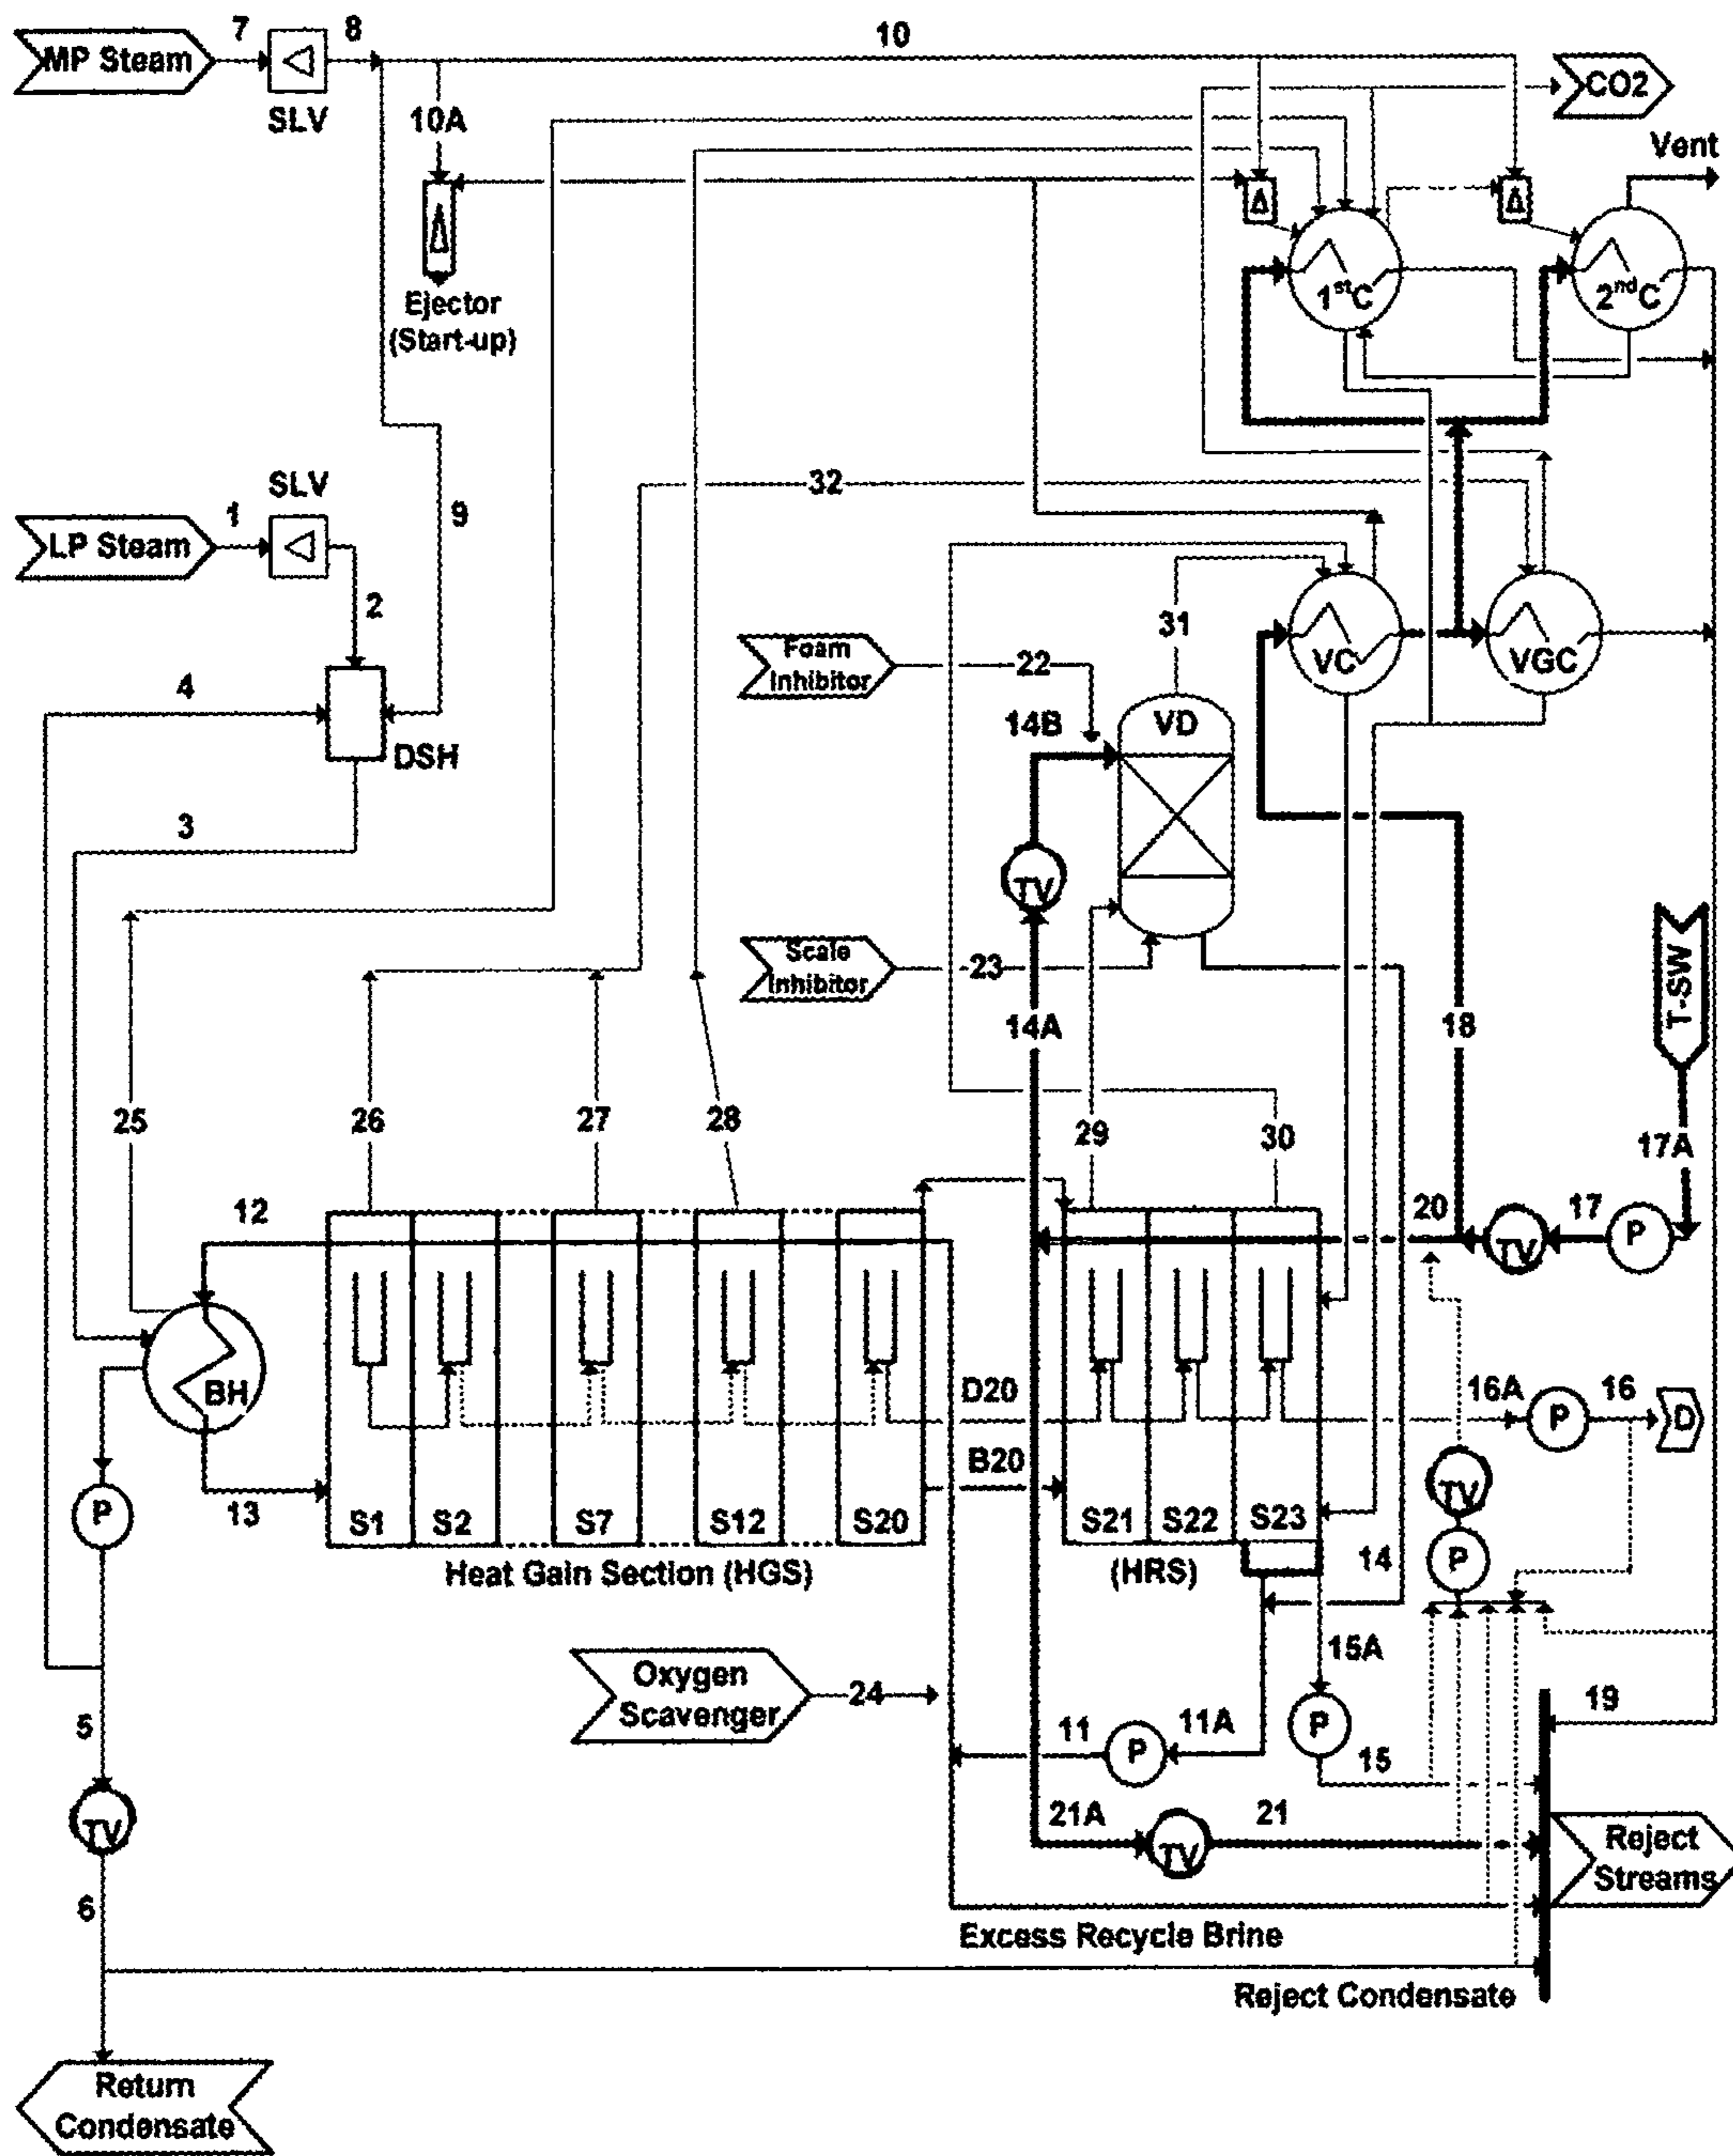 7
8
10
MP Steam
CO2
SLV
10A
Vent
Ejector
(Start-up)
1stC
2ndC
SLV
32
9
1
LP Steam
2
31
Foam
Inhibitor
22
VC
VGC
4
14B
VD
DSH
3
TV
Scale
Inhibitor
23
T-SW
14A
18
25
26
27
28
29
30
17A
12
20
17
TV
P
BH
D20
16A
16
P
D
B20
TV
13
P
S1
S2
S7
S12
S20
S21
S22
S23
Heat Gain Section (HGS)
(HRS)
14
P
Oxygen
Scavenger
24
15A
19
5
11
P
11A
P
15
TV
21A
TV
21
Reject
Streams
6
Excess Recycle Brine
Reject Condensate
Return
Condensate